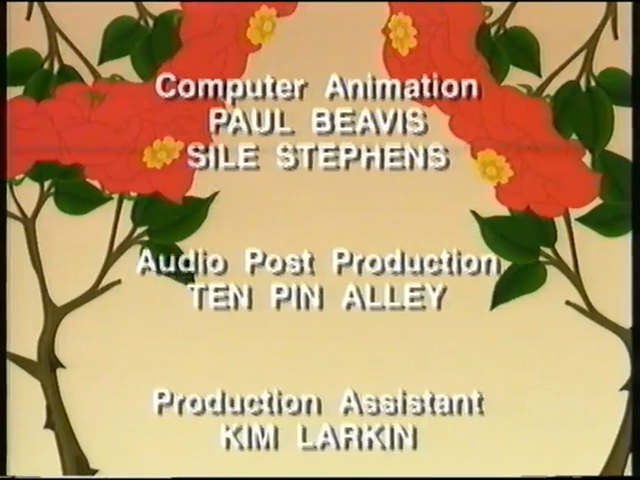 Computer Animation
PAUL BEAVIS
SILE STEPHENS
Audio Post Production
TEN PIN ALLEY
Production Assistant
KIM LARKIN